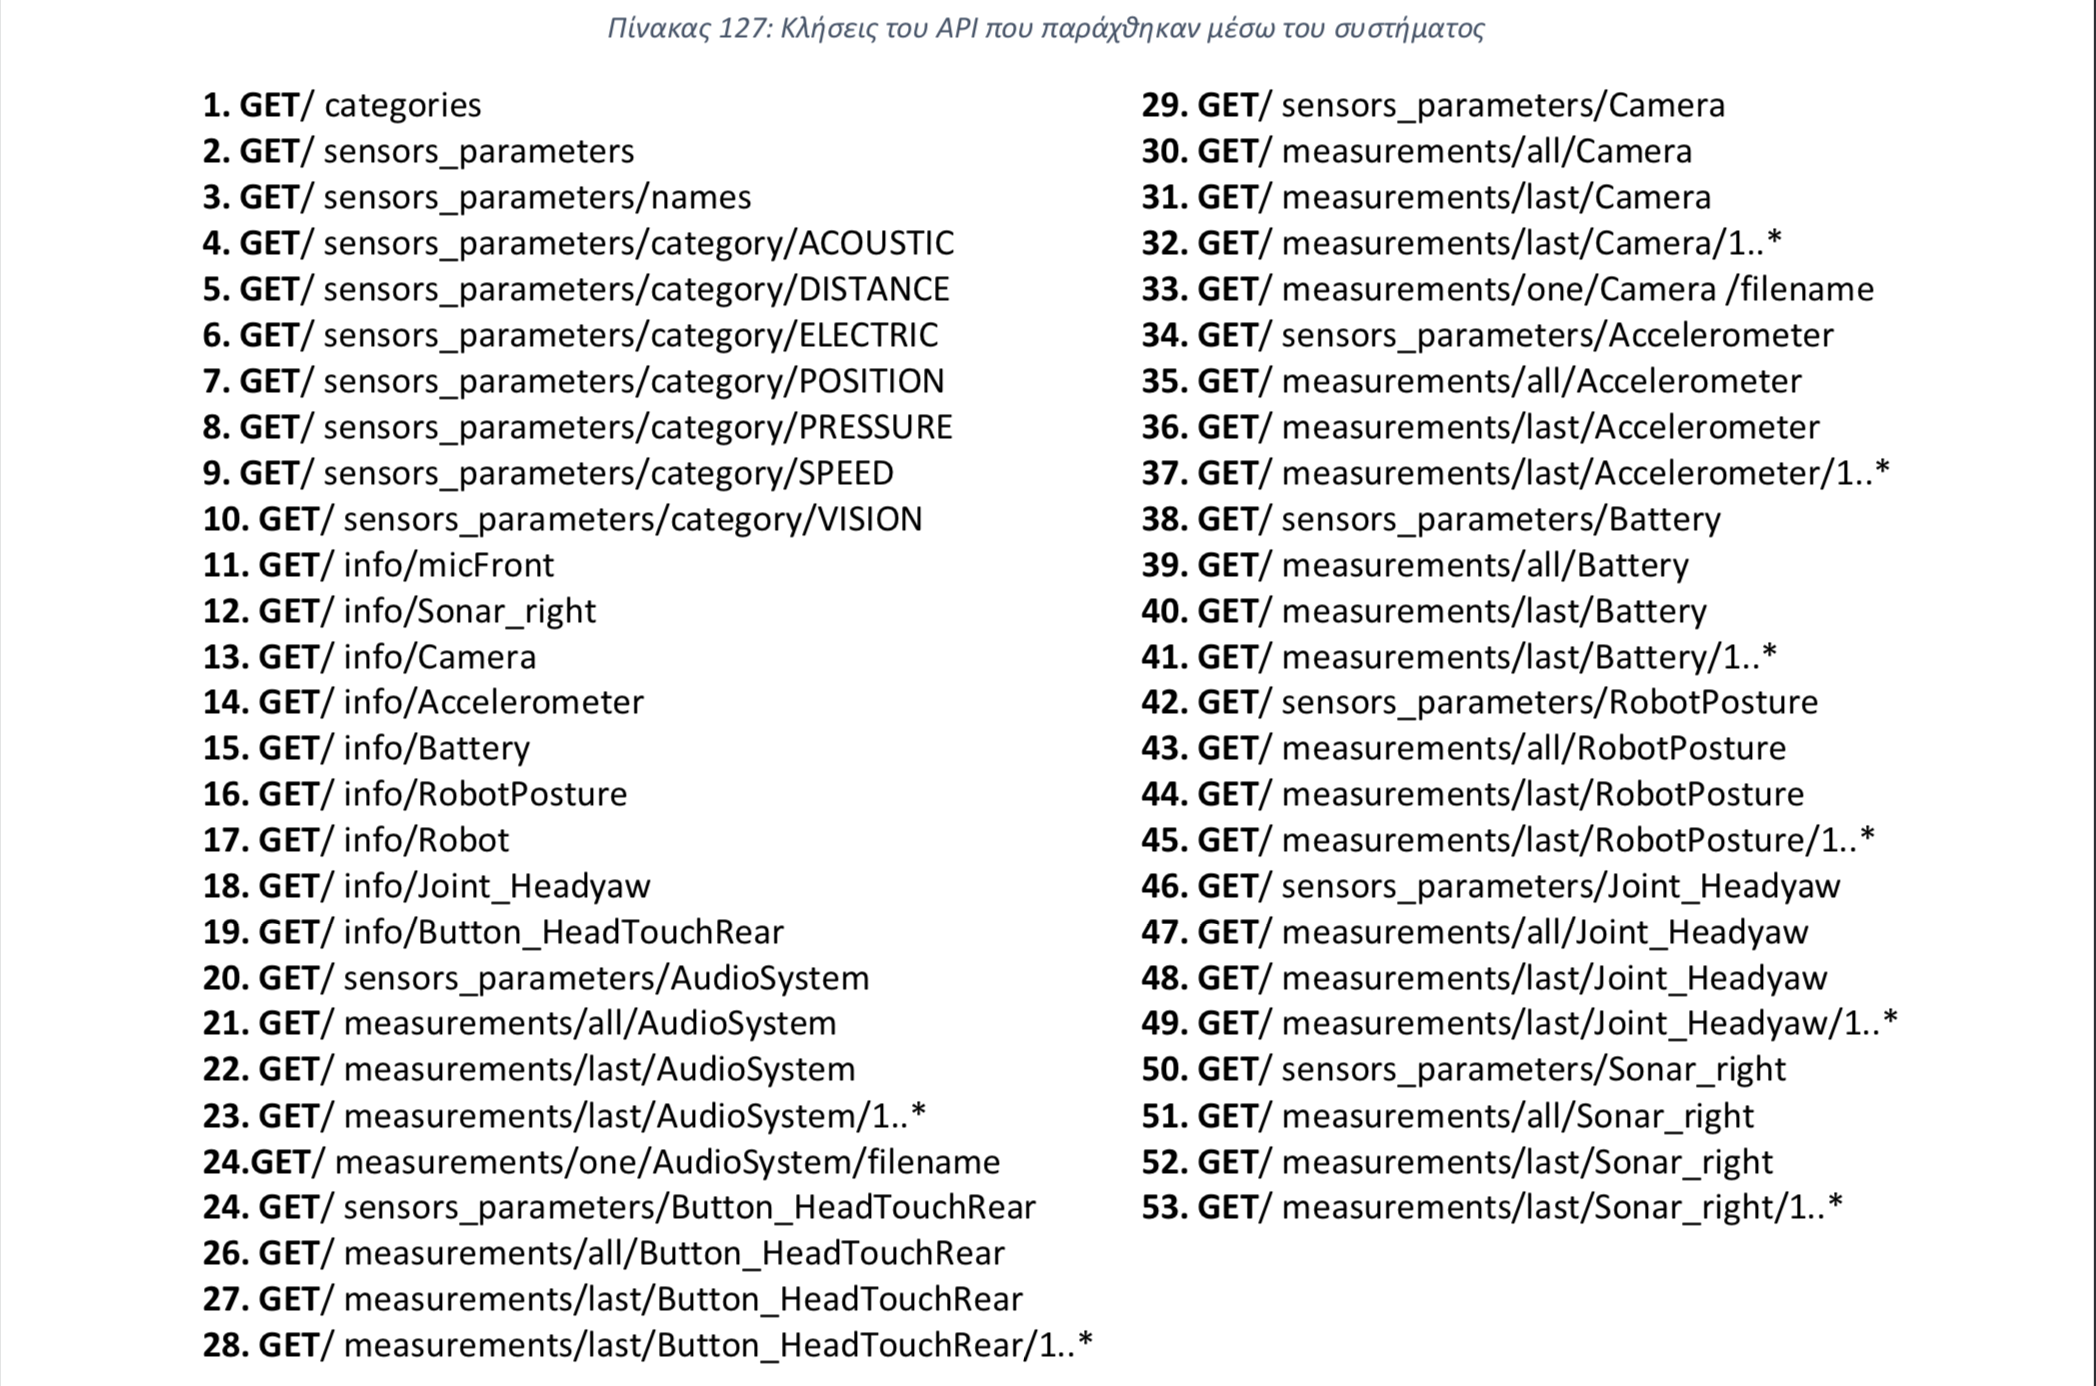 Πίνακας 127: Κλήσεις του API που παράχθηκαν μέσω του συστήματος
1. GET/ categories
2. GET/ sensors_parameters
3. GET/ sensors_parameters/names
4. GET/ sensors_parameters/category/ACOUSTIC
5. GET/ sensors_parameters/category/DISTANCE
6. GET/ sensors_parameters/category/ELECTRIC
7. GET/ sensors_parameters/category/POSITION
8. GET/ sensors_parameters/category/PRESSURE
9. GET/ sensors_parameters/category/SPEED
10. GET/ sensors_parameters/category/VISION
11. GET/ info/micFront
12. GET/ info/Sonar_right
13. GET/ info/Camera
14. GET/ info/Accelerometer
15. GET/ info/Battery
16. GET/ info/RobotPosture
17. GET/ info/Robot
18. GET/ info/Joint_Headyaw
19. GET/ info/Button_HeadTouchRear
20. GET/ sensors_parameters/AudioSystem
21. GET/ measurements/all/AudioSystem
22. GET/ measurements/last/AudioSystem
23. GET/ measurements/last/AudioSystem/1..*
24.GET/ measurements/one/AudioSystem/filename
24. GET/ sensors_parameters/Button_HeadTouchRear
26. GET/ measurements/all/Button_HeadTouchRear
27. GET/ measurements/last/Button_HeadTouchRear
28. GET/ measurements/last/Button_HeadTouchRear/1..*
29. GET/ sensors_parameters/Camera
30. GET/ measurements/all/Camera
31. GET/ measurements/last/Camera
32. GET/ measurements/last/Camera/1..*
33. GET/ measurements/one/Camera /filename
34. GET/ sensors_parameters/Accelerometer
35. GET/ measurements/all/Accelerometer
36. GET/ measurements/last/Accelerometer
37. GET/ measurements/last/Accelerometer/1..*
38. GET/ sensors_parameters/Battery
39. GET/ measurements/all/Battery
40. GET/ measurements/last/Battery
41. GET/ measurements/last/Battery/1..*
42. GET/ sensors_parameters/RobotPosture
43. GET/ measurements/all/RobotPosture
44. GET/ measurements/last/RobotPosture
45. GET/ measurements/last/RobotPosture/1..*
46. GET/ sensors_parameters/Joint_Headyaw
47. GET/ measurements/all/Joint_Headyaw
48. GET/ measurements/last/Joint_Headyaw
49. GET/ measurements/last/Joint_Headyaw/1..*
50. GET/ sensors_parameters/Sonar_right
51. GET/ measurements/all/Sonar_right
52. GET/ measurements/last/Sonar_right
53. GET/ measurements/last/Sonar_right/1..*